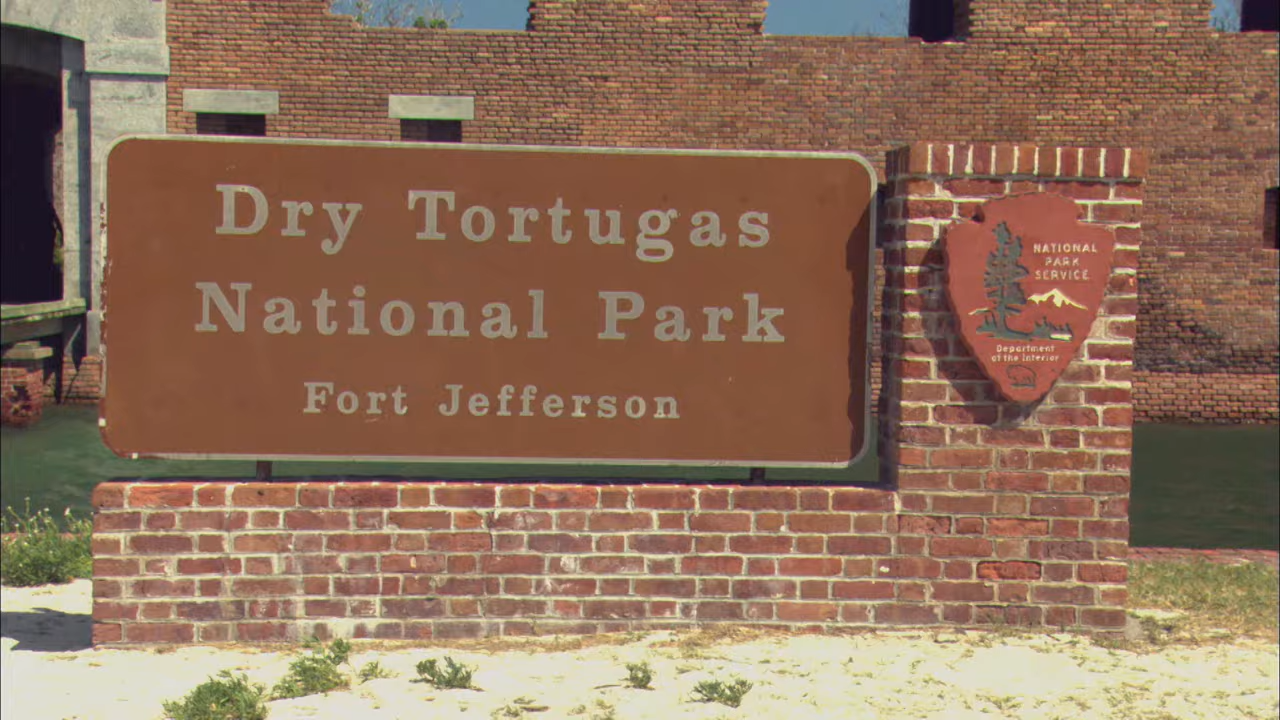 Dry Tortugas
National Park
Fort Jefferson
NATIONAL
PARK
SERVICE
Department
of the Interior